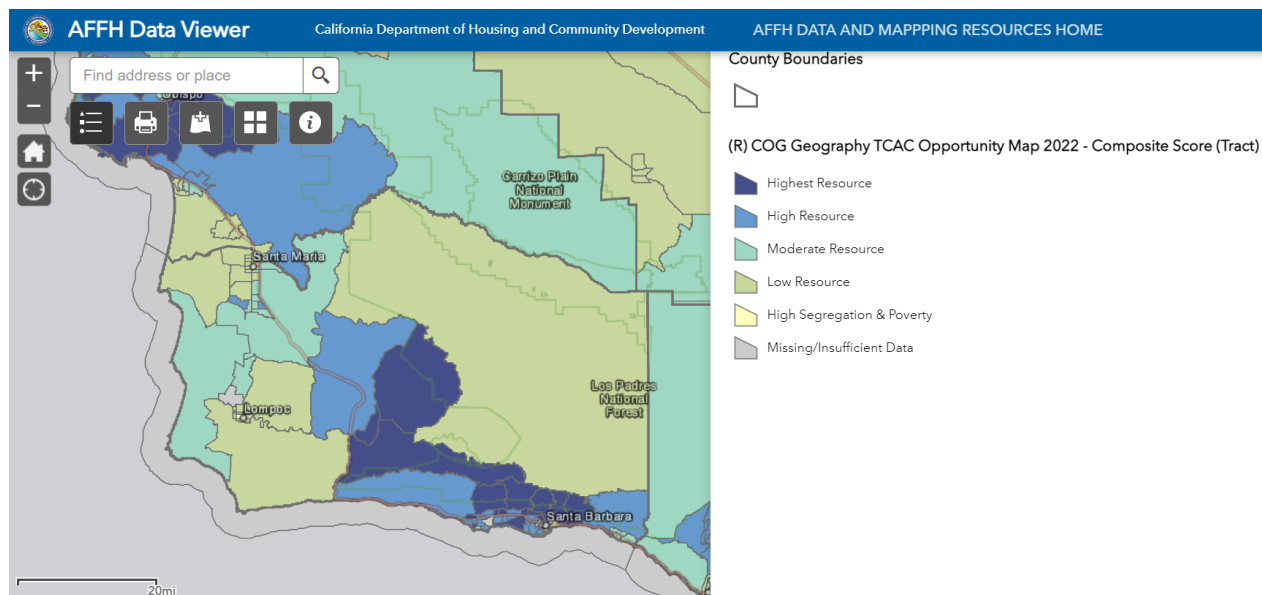 AFFH Data Viewer
California Department of Housing and Community Development
AFFH DATA AND MAPPPING RESOURCES HOME
Find address or place
Obispo
Carrizo Plain
National
Monument
Santa Maria
Los Padres
National
Forest
Lompoc
Santa Barbara
20mi
County Boundaries
(R) COG Geography TCAC Opportunity Map 2022 - Composite Score (Tract)
Highest Resource
High Resource
Moderate Resource
Low Resource
High Segregation & Poverty
Missing/Insufficient Data